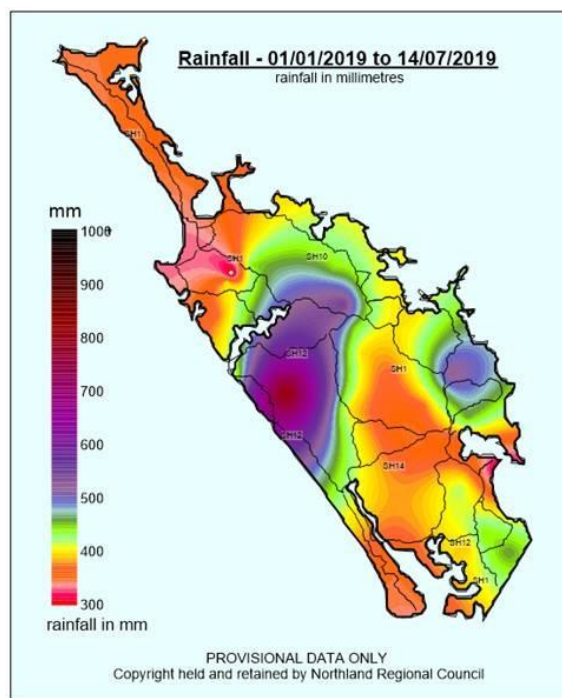 Rainfall - 01/01/2019 to 14/07/2019
rainfall in millimetres
SH1
mm
1000
900
800
700
600
500
400
300
rainfall in mm
SH1
SH10
SH12
SH1
SH12
SH14
SH12
SH1
PROVISIONAL DATA ONLY
Copyright held and retained by Northland Regional Council